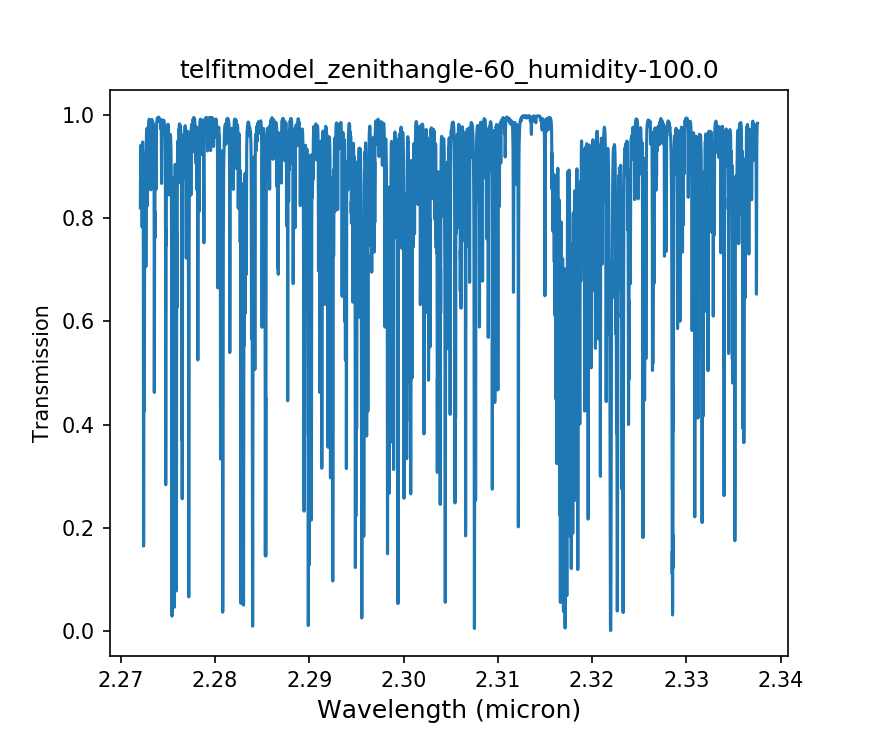 telfitmodel_zenithangle-60_humidity-100.0
1.0
0.8
0.6
0.4
0.2
0.0
Transmission
2.27 2.28 2.29 2.30 2.31 2.32 2.33 2.34
Wavelength (micron)